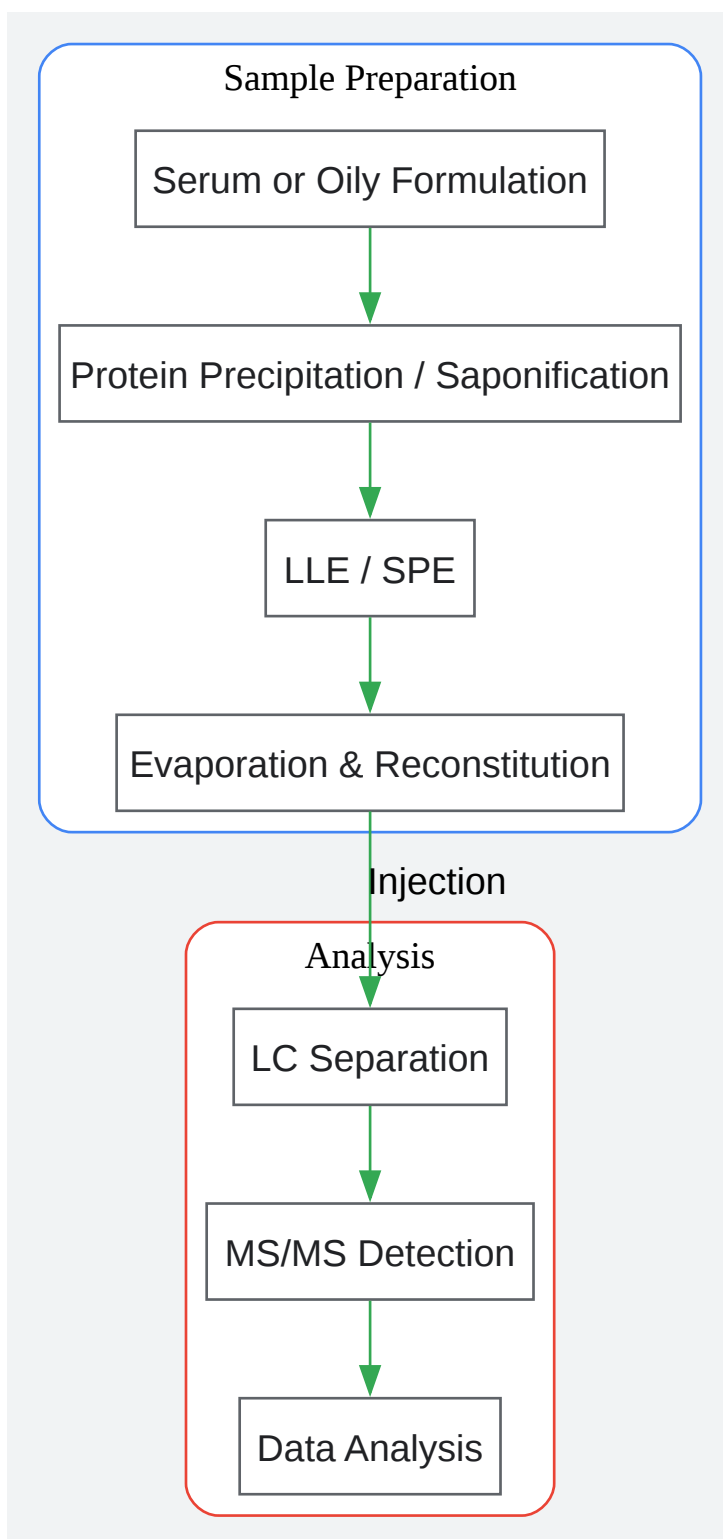 Sample Preparation
Serum or Oily Formulation
Protein Precipitation / Saponification
LLE / SPE
Evaporation & Reconstitution
Injection
Analysis
LC Separation
MS/MS Detection
Data Analysis